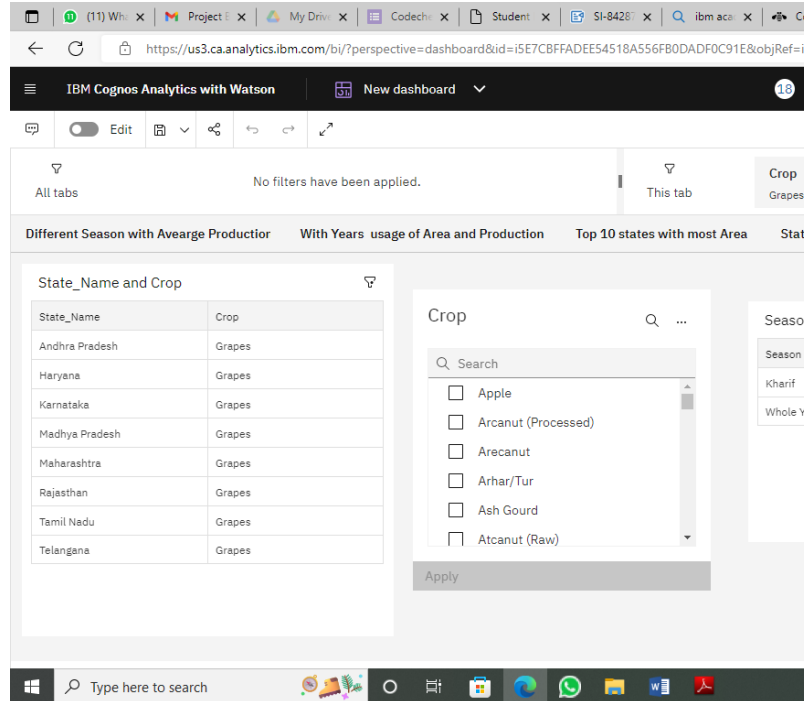 (11) Wha
Project E
My Drive
Codeche
Student
SI-84287
ibm acac
https://us3.ca.analytics.ibm.com/bi/?perspective=dashboard&id=i5E7CBFFADEE54518A556FB0DADF0C91E&objRef=i
IBM Cognos Analytics with Watson
New dashboard
18
Edit
All tabs
No filters have been applied.
This tab
Crop
Grapes
Different Season with Avearge Productior
With Years usage of Area and Production
Top 10 states with most Area
Stat
State_Name and Crop
State_Name Crop
Andhra Pradesh Grapes
Haryana Grapes
Karnataka Grapes
Madhya Pradesh Grapes
Maharashtra Grapes
Rajasthan Grapes
Tamil Nadu Grapes
Telangana Grapes
Crop
Search
Apple
Arcanut (Processed)
Arecanut
Arhar/Tur
Ash Gourd
Atcanut (Raw)
Apply
Seaso
Season
Kharif
Whole Y
Type here to search